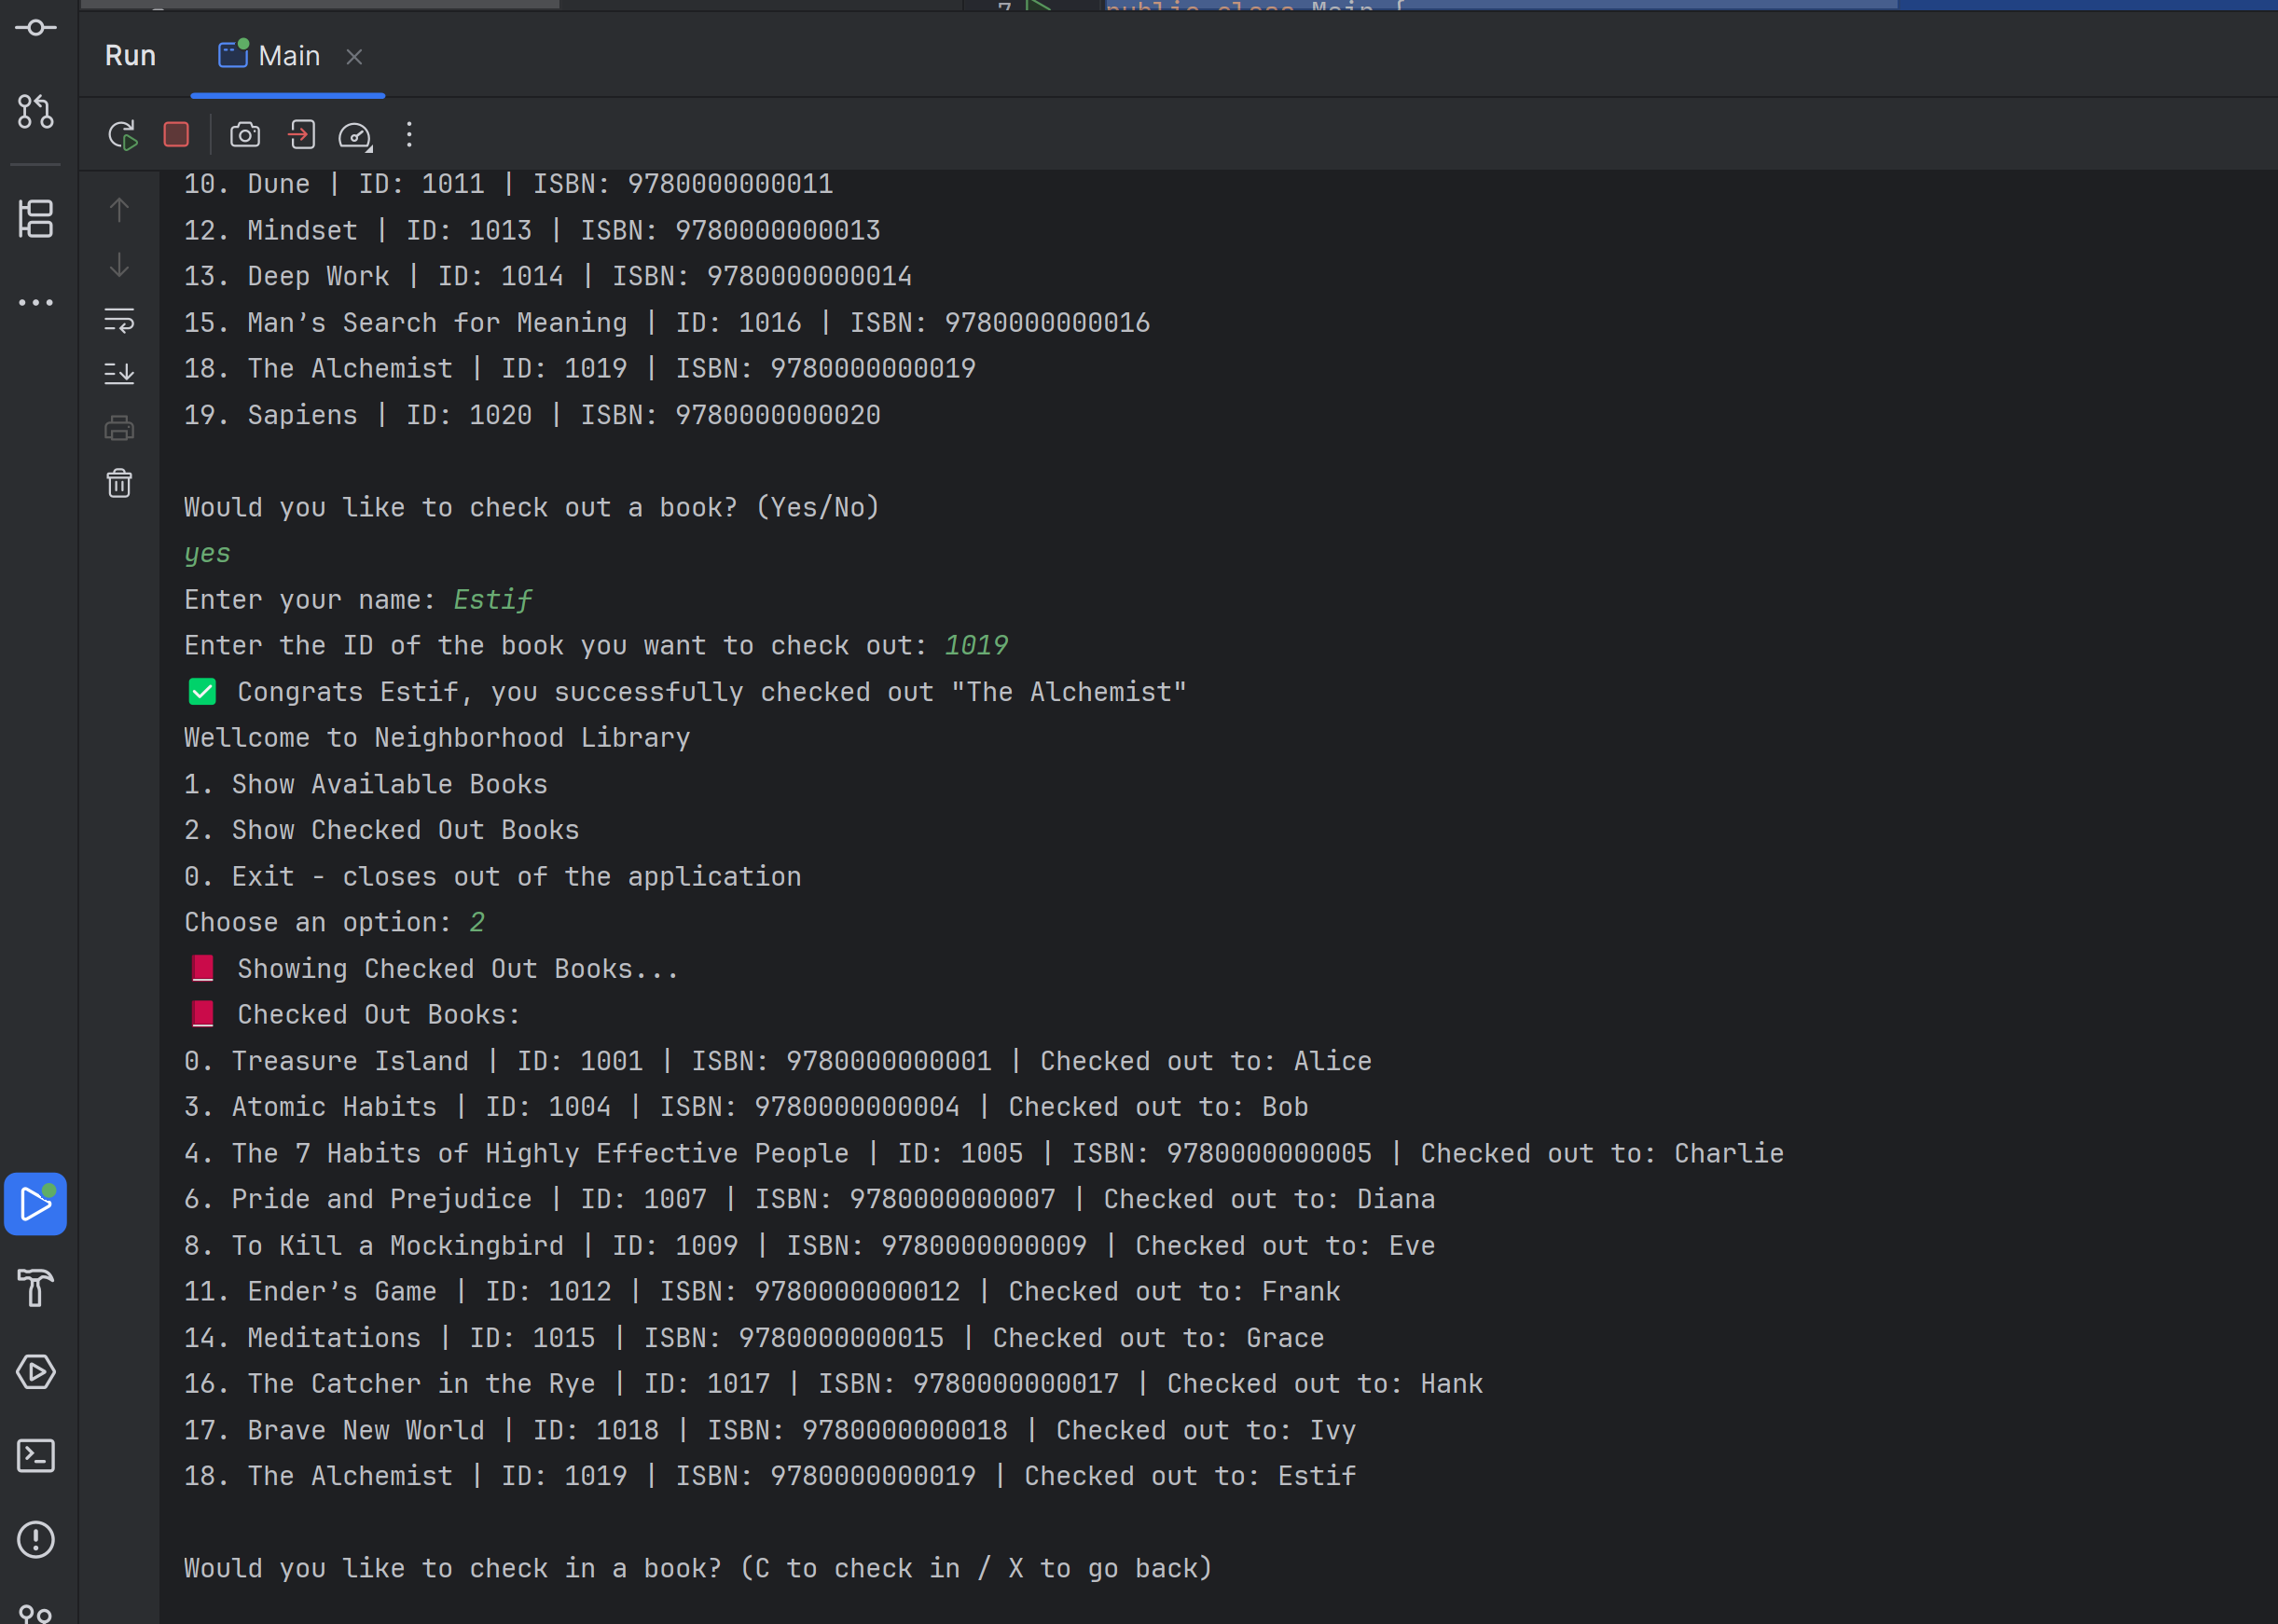 7 public class Main {
Run Main
10. Dune | ID: 1011 | ISBN: 9780000000011
12. Mindset | ID: 1013 | ISBN: 9780000000013
13. Deep Work | ID: 1014 | ISBN: 9780000000014
15. Man’s Search for Meaning | ID: 1016 | ISBN: 9780000000016
18. The Alchemist | ID: 1019 | ISBN: 9780000000019
19. Sapiens | ID: 1020 | ISBN: 9780000000020
Would you like to check out a book? (Yes/No)
yes
Enter your name: Estif
Enter the ID of the book you want to check out: 1019
✅ Congrats Estif, you successfully checked out "The Alchemist"
Wellcome to Neighborhood Library
1. Show Available Books
2. Show Checked Out Books
0. Exit - closes out of the application
Choose an option: 2
📕 Showing Checked Out Books...
📕 Checked Out Books:
0. Treasure Island | ID: 1001 | ISBN: 9780000000001 | Checked out to: Alice
3. Atomic Habits | ID: 1004 | ISBN: 9780000000004 | Checked out to: Bob
4. The 7 Habits of Highly Effective People | ID: 1005 | ISBN: 9780000000005 | Checked out to: Charlie
6. Pride and Prejudice | ID: 1007 | ISBN: 9780000000007 | Checked out to: Diana
8. To Kill a Mockingbird | ID: 1009 | ISBN: 9780000000009 | Checked out to: Eve
11. Ender’s Game | ID: 1012 | ISBN: 9780000000012 | Checked out to: Frank
14. Meditations | ID: 1015 | ISBN: 9780000000015 | Checked out to: Grace
16. The Catcher in the Rye | ID: 1017 | ISBN: 9780000000017 | Checked out to: Hank
17. Brave New World | ID: 1018 | ISBN: 9780000000018 | Checked out to: Ivy
18. The Alchemist | ID: 1019 | ISBN: 9780000000019 | Checked out to: Estif
Would you like to check in a book? (C to check in / X to go back)